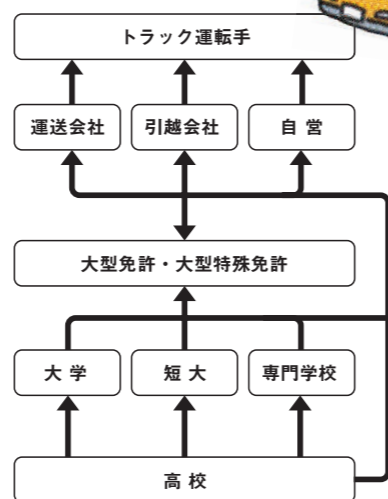 トラック運転手
運送会社
引越会社
自 営
大型免許・大型特殊免許
大 学
短 大
専門学校
高 校